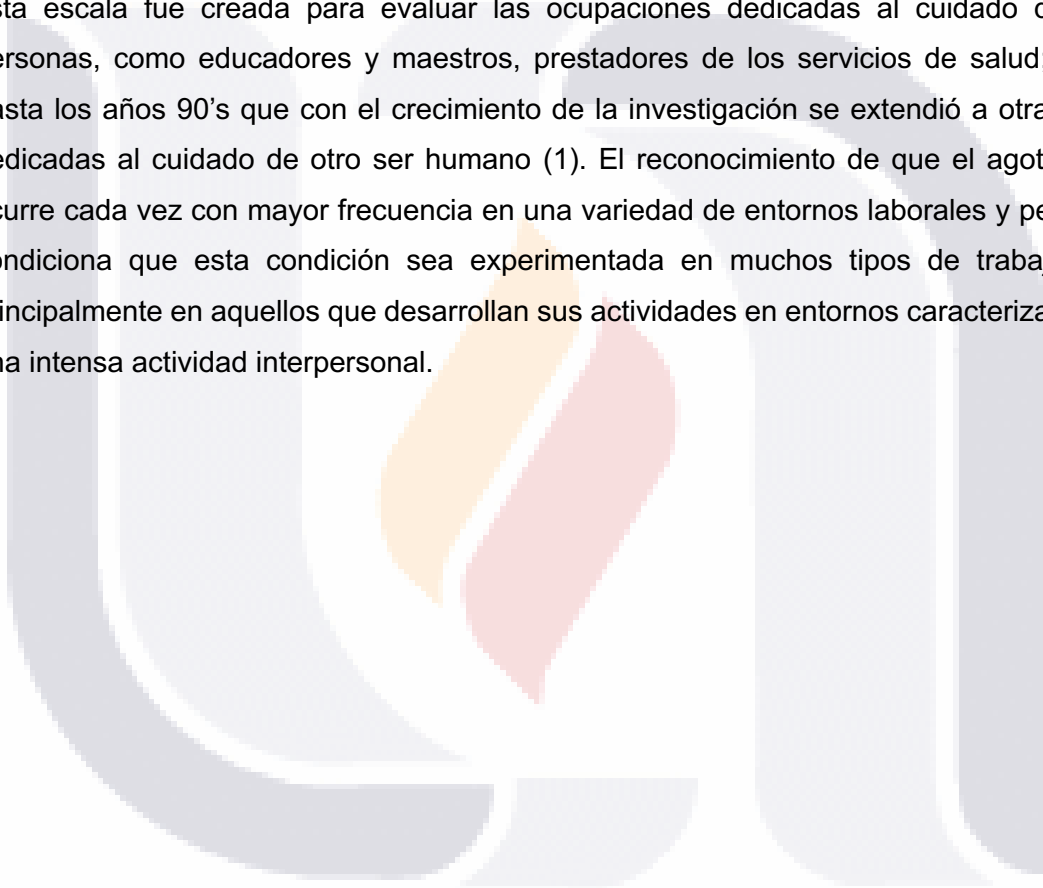 sta escala fue creada para evaluar las ocupaciones dedicadas al cuidado
ersonas, como educadores y maestros, prestadores de los servicios de salud;
asta los años 90’s que con el crecimiento de la investigación se extendió a otra
edicadas al cuidado de otro ser humano (1). El reconocimiento de que el agot
curre cada vez con mayor frecuencia en una variedad de entornos laborales y pe
ondiciona que esta condición sea experimentada en muchos tipos de trabaj
incipalmente en aquellos que desarrollan sus actividades en entornos caracteriza
na intensa actividad interpersonal.